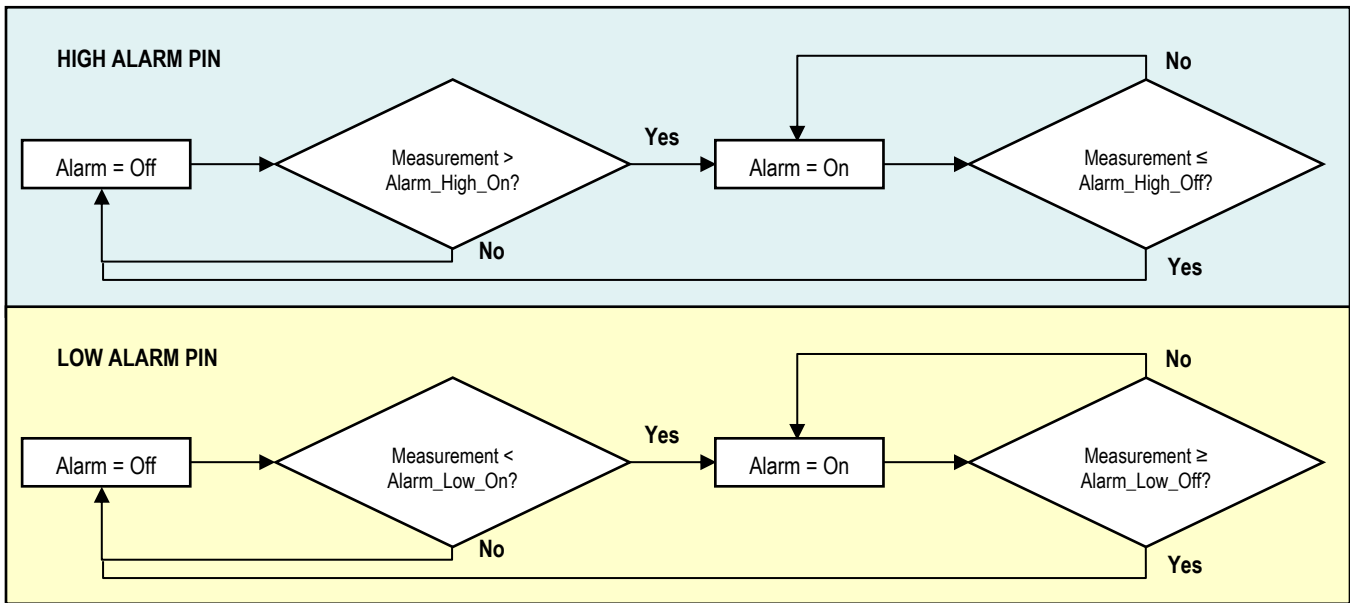 HIGH ALARM PIN
No
Yes
Alarm = Off
Measurement >
Alarm_High_On?
Alarm = On
Measurement ≤
Alarm_High_Off?
No
Yes
LOW ALARM PIN
No
Yes
Alarm = Off
Measurement <
Alarm_Low_On?
Alarm = On
Measurement ≥
Alarm_Low_Off?
No
Yes